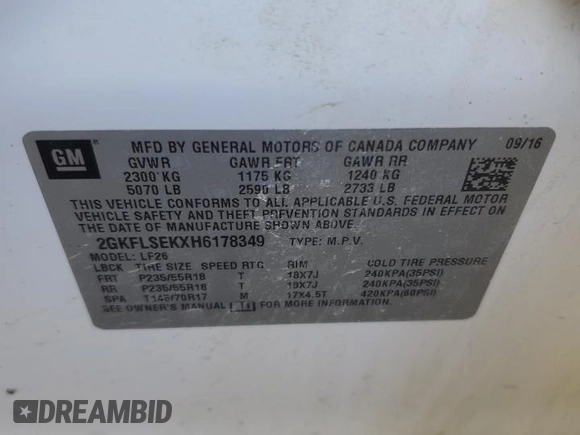 GM
MFD BY GENERAL MOTORS OF CANADA COMPANY 09/16
GVWR GAWR FRT GAWR RR
2300 KG 1175 KG 1240 KG
5070 LB 2590 LB 2733 LB
THIS VEHICLE CONFORMS TO ALL APPLICABLE U.S. FEDERAL MOTOR
VEHICLE SAFETY AND THEFT PREVENTION STANDARDS IN EFFECT ON
THE DATE OF MANUFACTURE SHOWN ABOVE.
2GKFLSEKXH6178349 TYPE: M.P.V.
MODEL: LF26
LBCK TIRE SIZE SPEED RTG RIM COLD TIRE PRESSURE
FRT P235/55R18 T 18X7J 240KPA(35PSI)
RR P235/55R18 T 18X7J 240KPA(35PSI)
SPA T145/70R17 M 17X4.5T 420KPA(60PSI)
SEE OWNER'S MANUAL FOR MORE INFORMATION.
DREAMBID